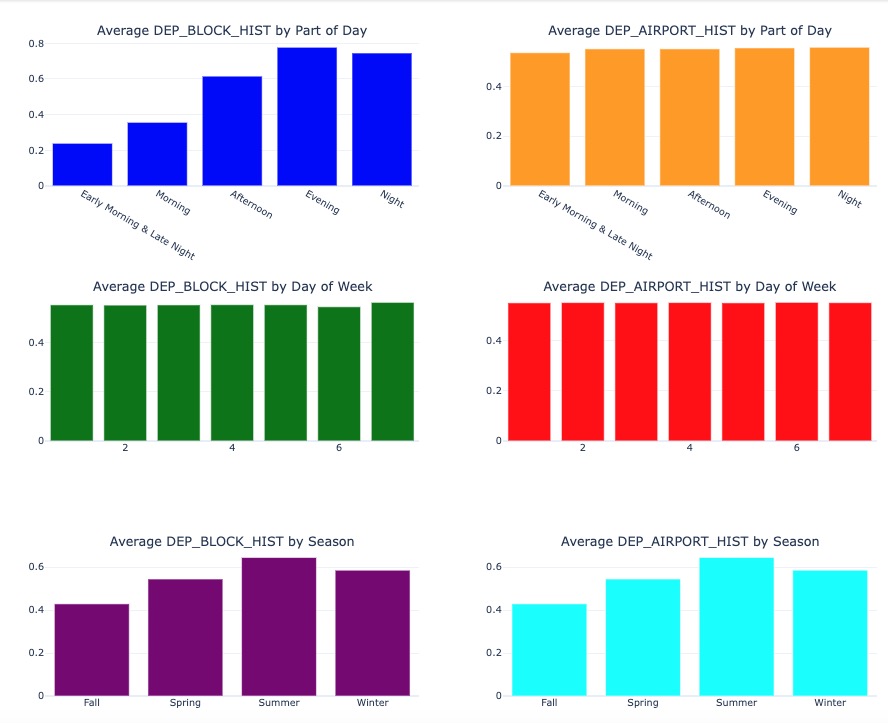 Average DEP_BLOCK_HIST by Part of Day
0.8
0.6
0.4
0.2
0
Early Morning & Late Night
Morning
Afternoon
Evening
Night
Average DEP_AIRPORT_HIST by Part of Day
0.4
0.2
0
Early Morning & Late Night
Morning
Afternoon
Evening
Night
Average DEP_BLOCK_HIST by Day of Week
0.4
0.2
0
2 4 6
Average DEP_AIRPORT_HIST by Day of Week
0.4
0.2
0
2 4 6
Average DEP_BLOCK_HIST by Season
0.6
0.4
0.2
0
Fall Spring Summer Winter
Average DEP_AIRPORT_HIST by Season
0.6
0.4
0.2
0
Fall Spring Summer Winter